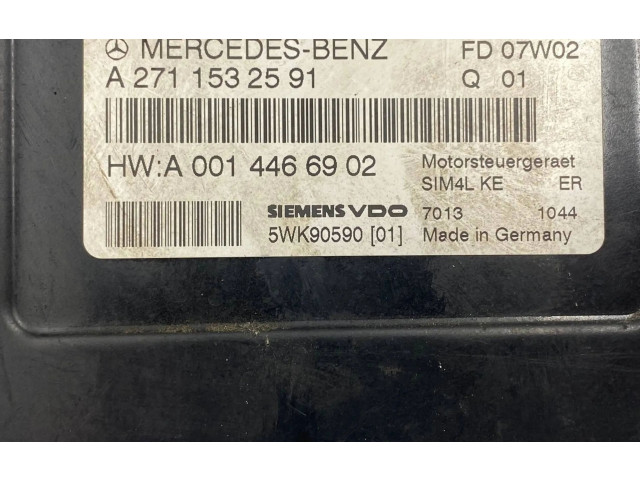 MERCEDES-BENZ FD 07W02
A 271 153 25 91 Q 01
HW:A 001 446 69 02 Motorsteuergeraet
SIM4L KE ER
SIEMENS VDO 7013 1044
5WK90590 [01] Made in Germany